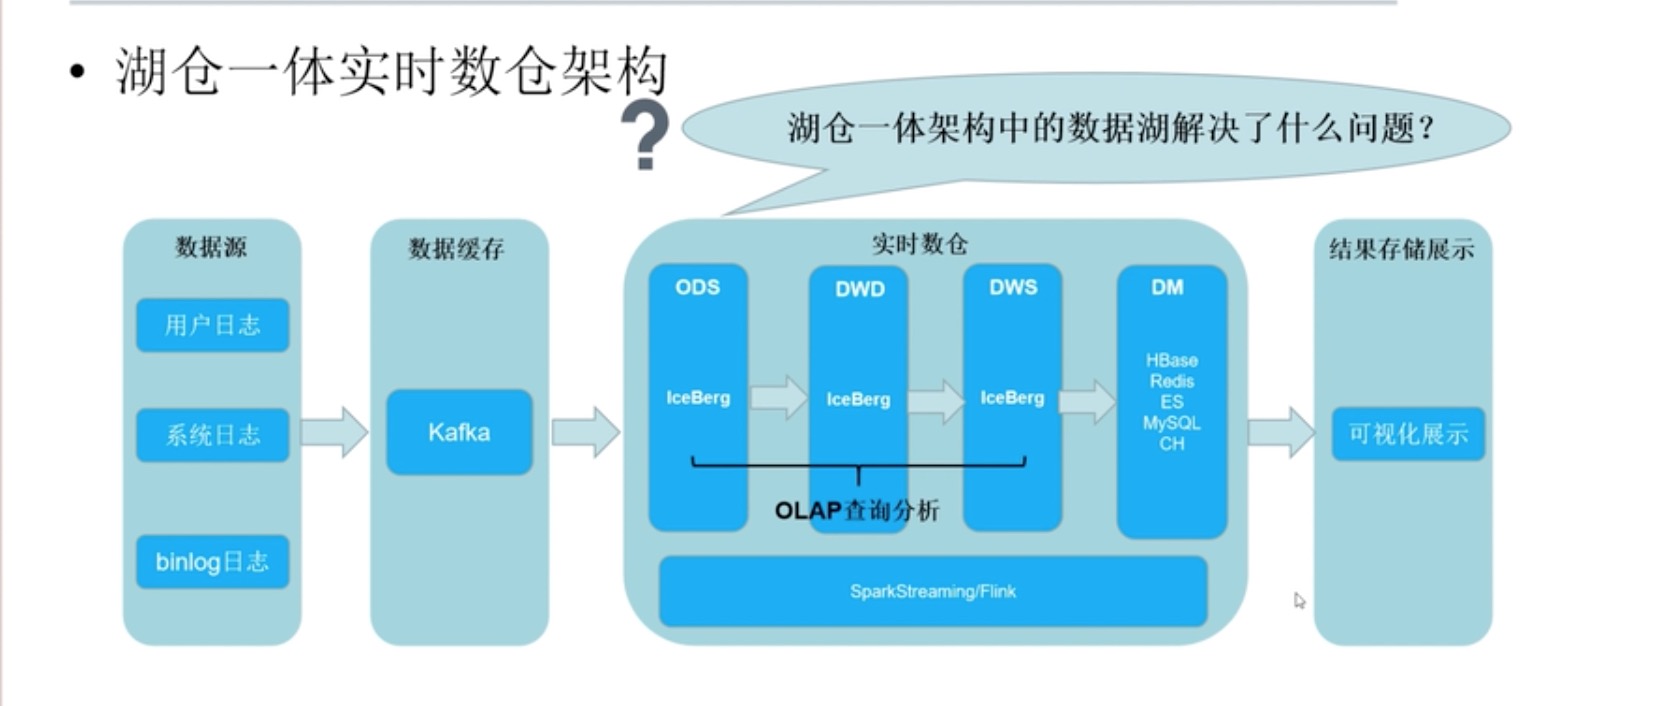 • 湖仓一体实时数仓架构
?
湖仓一体架构中的数据湖解决了什么问题？
数据源
用户日志
系统日志
binlog日志
数据缓存
Kafka
实时数仓
ODS
IceBerg
DWD
IceBerg
DWS
IceBerg
OLAP查询分析
DM
HBase
Redis
ES
MySQL
CH
SparkStreaming/Flink
结果存储展示
可视化展示